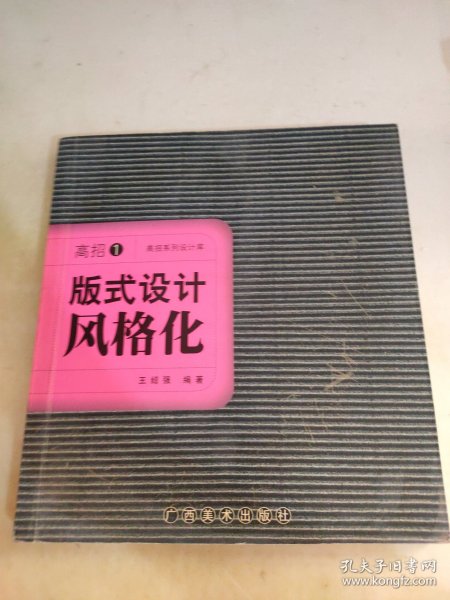 高招1 高招系列设计库
版式设计
风格化
王绍强 编著
广西美术出版社
孔夫子旧书网
www.kongfz.com